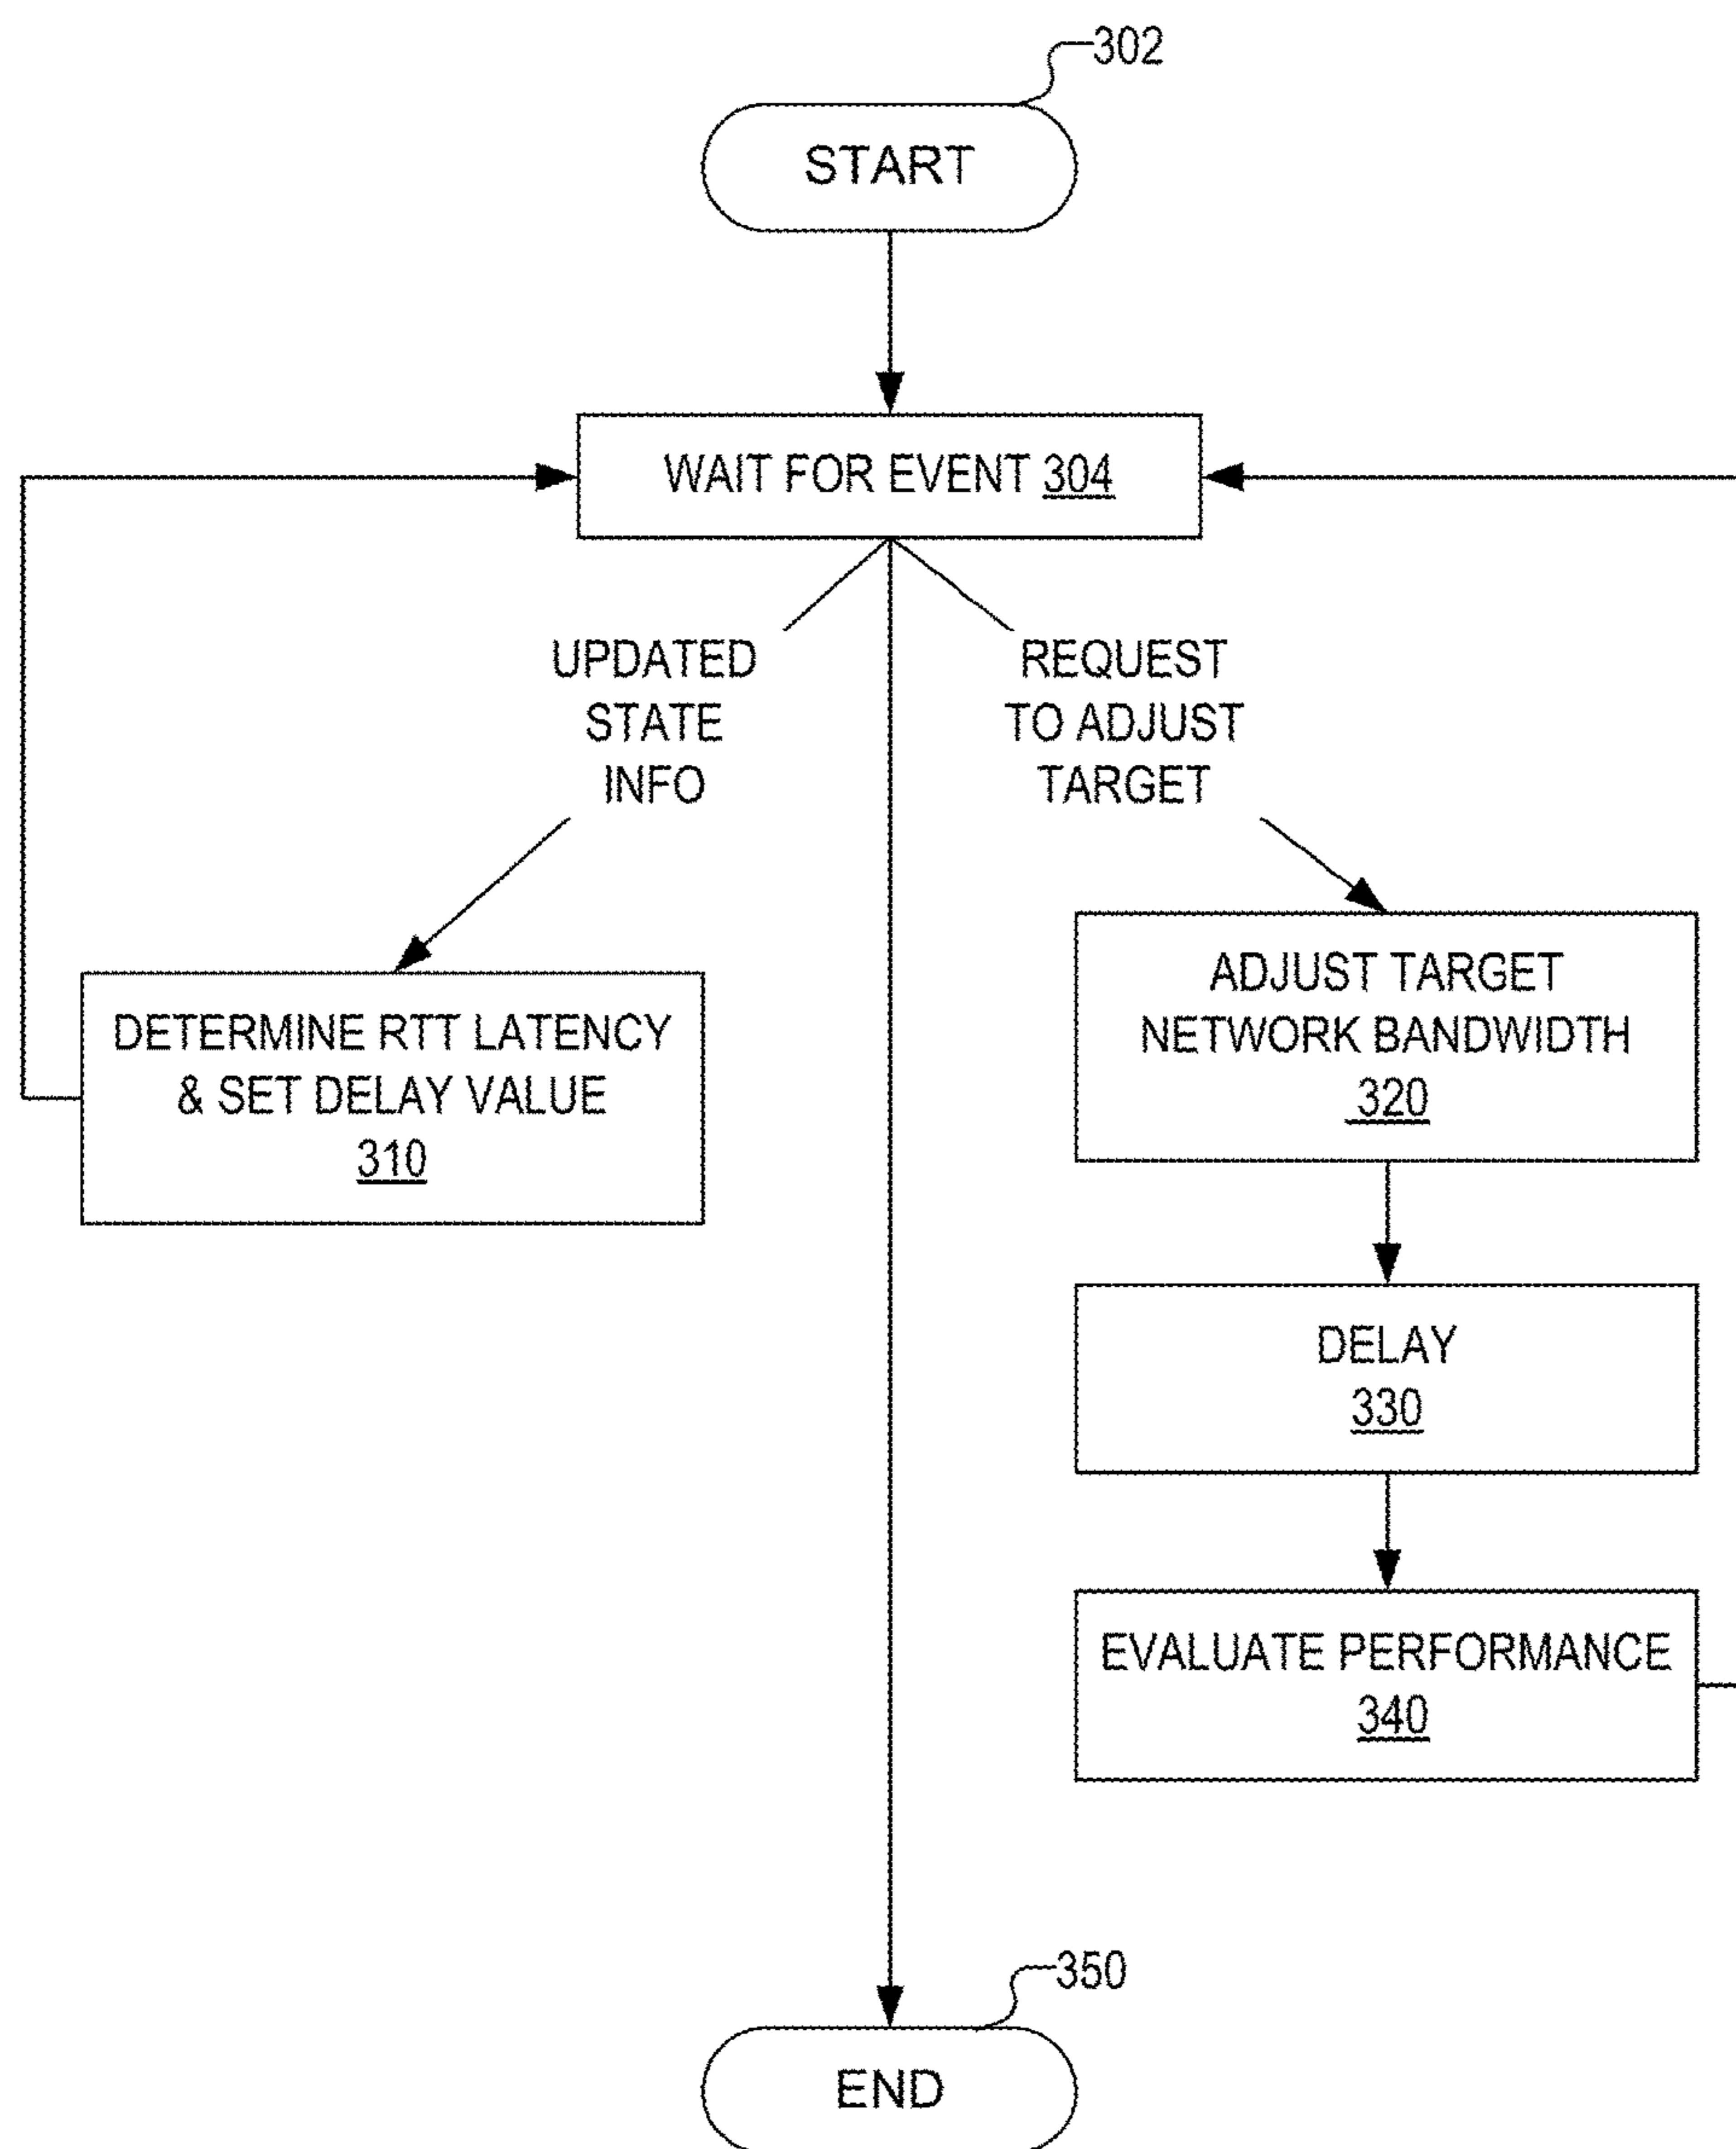 302
START
WAIT FOR EVENT 304
UPDATED
STATE
INFO
REQUEST
TO ADJUST
TARGET
DETERMINE RTT LATENCY
& SET DELAY VALUE
310
ADJUST TARGET
NETWORK BANDWIDTH
320
DELAY
330
EVALUATE PERFORMANCE
340
350
END